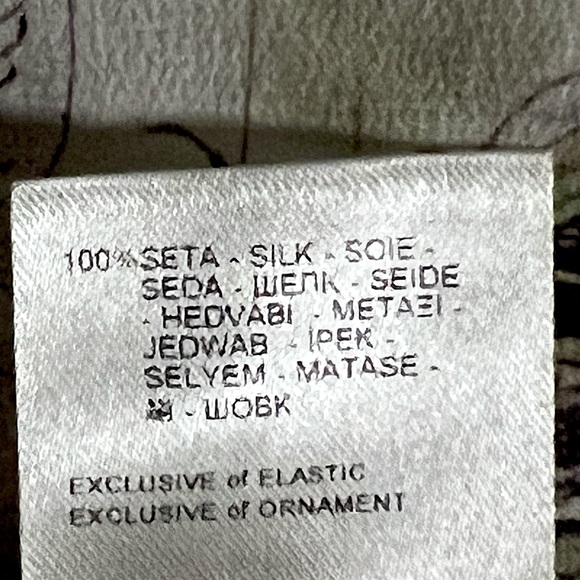 100% SETA - SILK - SOIE -
SEDA - ШЕЛК - SEIDE
- HEDVABI - ΜΕΤΑΞΙ -
JEDWAB - İPEK -
SELYEM - MATASE -
- ШОВК
EXCLUSIVE of ELASTIC
EXCLUSIVE of ORNAMENT